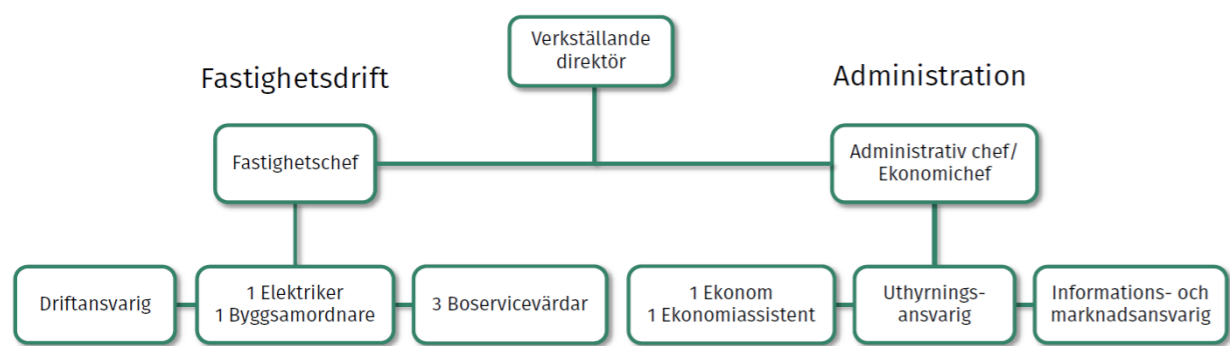 Verkställande
direktör
Fastighetsdrift
Administration
Fastighetschef
Administrativ chef/
Ekonomichef
Driftansvarig
1 Elektriker
1 Byggsamordnare
3 Boservicevärdar
1 Ekonom
1 Ekonomiassistent
Uthyrnings-
ansvarig
Informations- och
marknadsansvarig